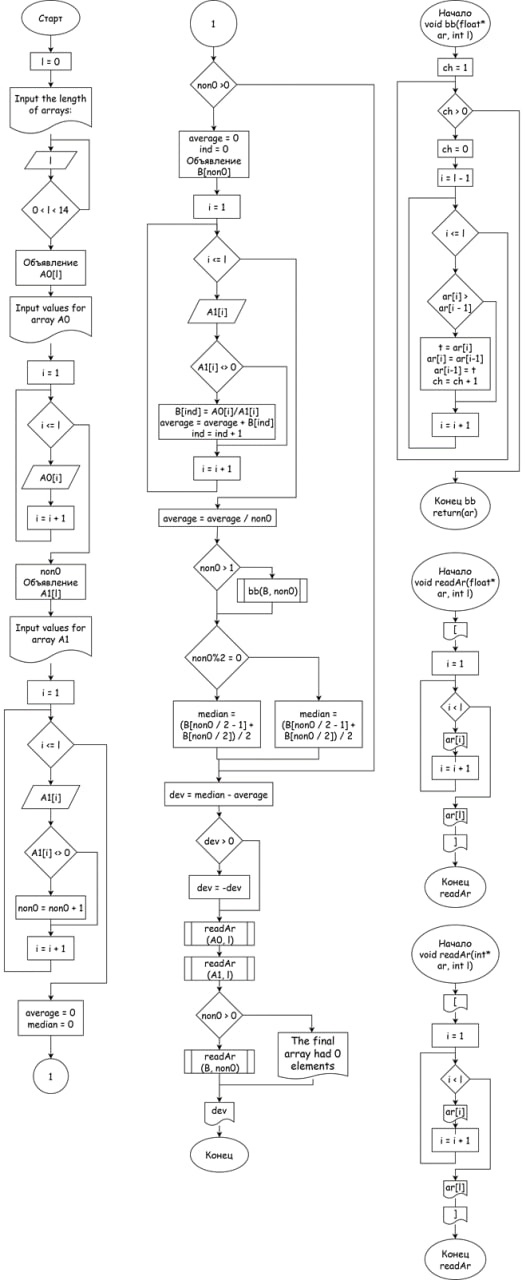 Старт
l = 0
Input the length
of arrays:
l
0 < l < 14
Объявление
A0[l]
Input values for
array A0
i = 1
i <= l
A0[i]
i = i + 1
non0
Объявление
A1[l]
Input values for
array A1
i = 1
i <= l
A1[i]
A1[i] <> 0
non0 = non0 + 1
i = i + 1
average = 0
median = 0
1
1
non0 >0
average = 0
ind = 0
Объявление
B[non0]
i = 1
i <= l
A1[i]
A1[i] <> 0
B[ind] = A0[i]/A1[i]
average = average + B[ind]
ind = ind + 1
i = i + 1
average = average / non0
non0 > 1
bb(B, non0)
non0%2 = 0
median =
(B[non0 / 2 - 1] +
B[non0 / 2]) / 2
median =
(B[non0 / 2 - 1] +
B[non0 / 2]) / 2
dev = median - average
dev > 0
dev = -dev
readAr
(A0, l)
readAr
(A1, l)
non0 > 0
readAr
(B, non0)
The final
array had 0
elements
dev
Конец
Начало
void bb(float*
ar, int l)
ch = 1
ch > 0
ch = 0
i = l - 1
i <= l
ar[i] >
ar[i - 1]
t = ar[i]
ar[i] = ar[i-1]
ar[i-1] = t
ch = ch + 1
i = i + 1
Конец bb
return(ar)
Начало
void readAr(float*
ar, int l)
[
i = 1
i < l
ar[i]
i = i + 1
ar[l]
]
Конец
readAr
Начало
void readAr(int*
ar, int l)
[
i = 1
i < l
ar[i]
i = i + 1
ar[l]
]
Конец
readAr